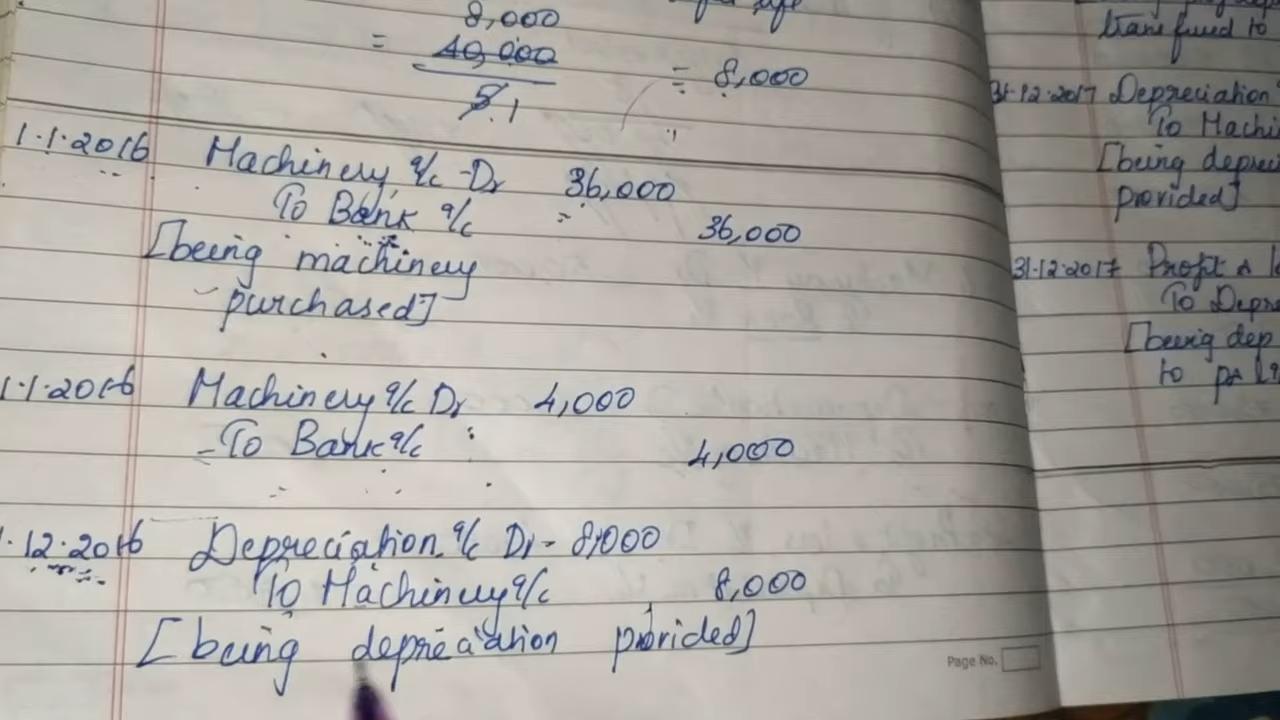 8,000
= 40,000 = 8,000
5 1
1.1.2016 Machinery a/c - Dr 36,000
To Bank a/c 36,000
[being machinery
purchased]
1.1.2016 Machinery a/c Dr 4,000
- To Bank a/c 4,000
.12.2016 Depreciation a/c Dr - 8,000
To Machinery a/c 8,000
[being depreciation provided]
Page No.
to
31.12.2017 Depreciation
To Machi
[being depreci
provided]
31.12.2017 Profit &
To Depre
[being dep
to